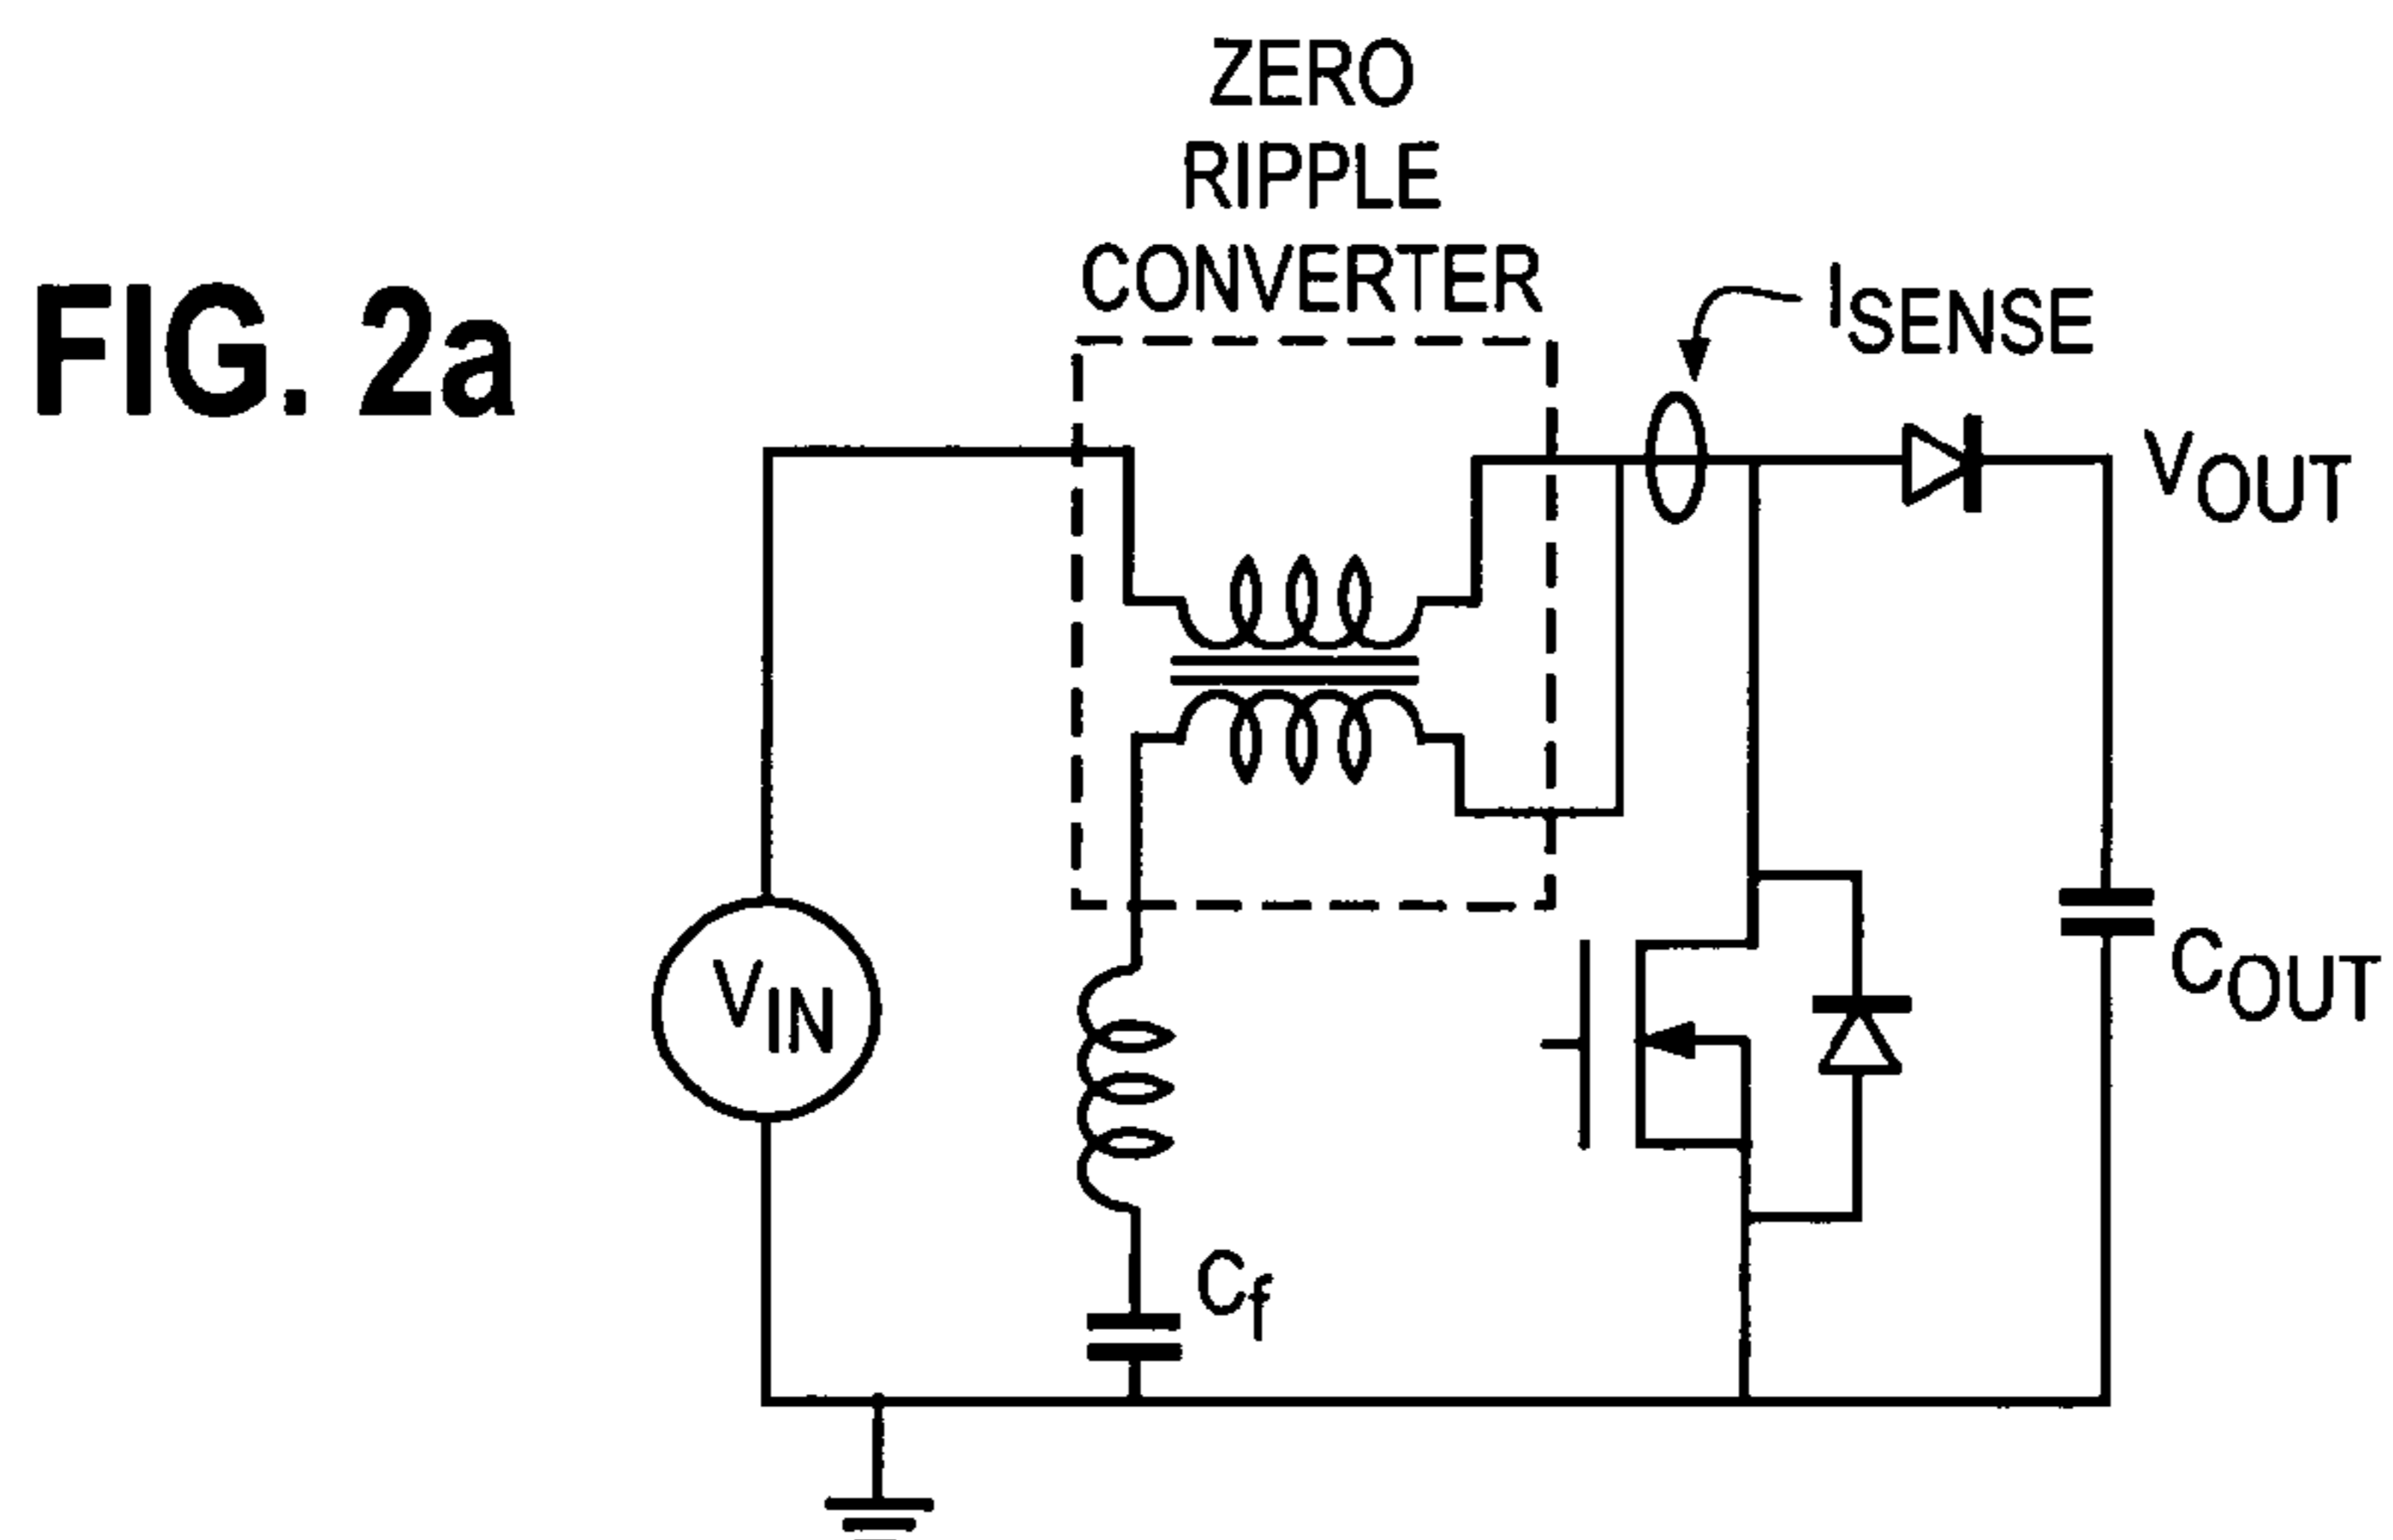 ZERO
RIPPLE
CONVERTER
FIG. 2a
ISENSE
VOUT
VIN
COUT
Cf